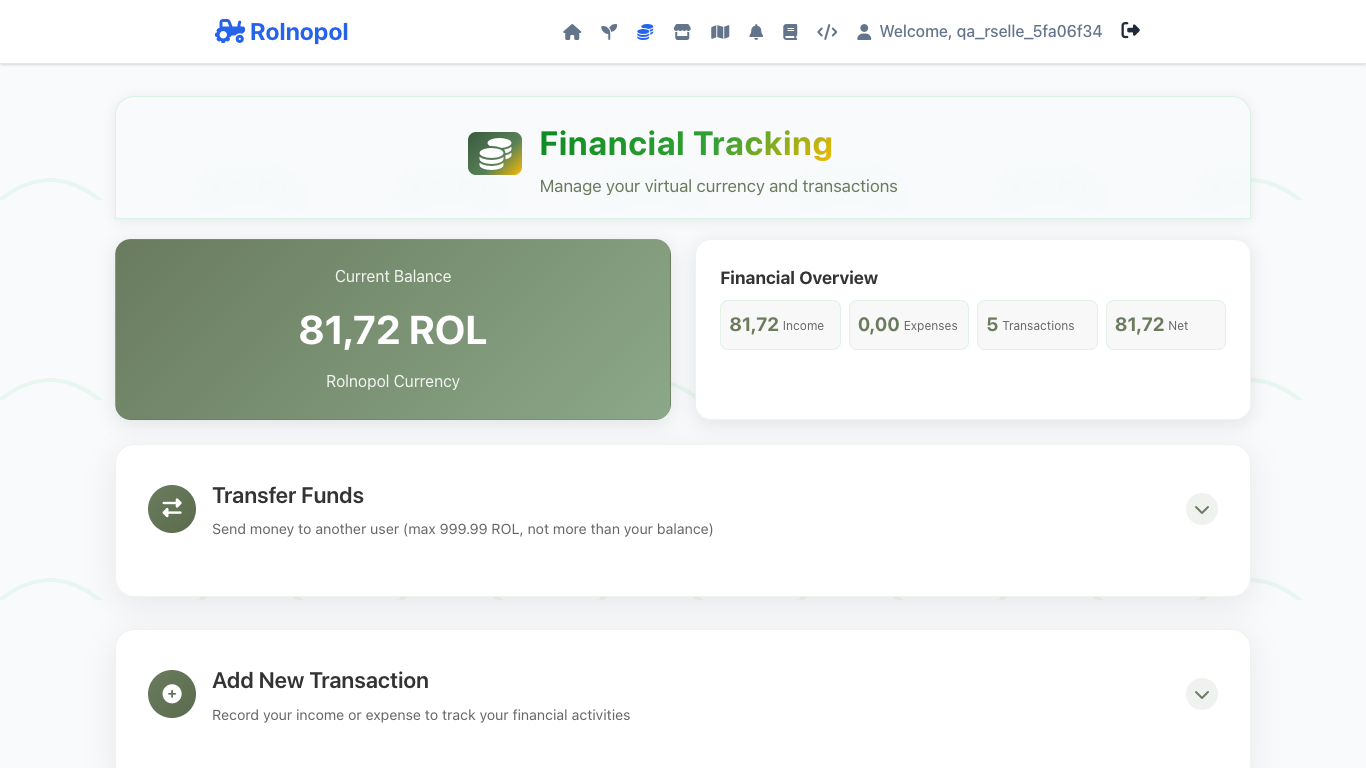 Rolnopol
Welcome, qa_rselle_5fa06f34
Financial Tracking
Manage your virtual currency and transactions
Current Balance
81,72 ROL
Rolnopol Currency
Financial Overview
81,72 Income
0,00 Expenses
5 Transactions
81,72 Net
Transfer Funds
Send money to another user (max 999.99 ROL, not more than your balance)
Add New Transaction
Record your income or expense to track your financial activities